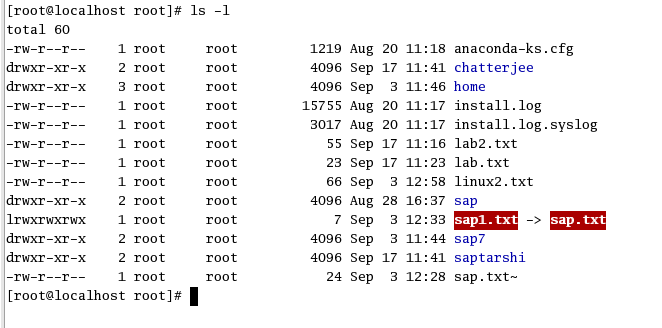 [root@localhost root]# ls -l
total 60
-rw-r--r--    1 root     root         1219 Aug 20 11:18 anaconda-ks.cfg
drwxr-xr-x    2 root     root         4096 Sep 17 11:41 chatterjee
drwxr-xr-x    3 root     root         4096 Sep  3 11:46 home
-rw-r--r--    1 root     root        15755 Aug 20 11:17 install.log
-rw-r--r--    1 root     root         3017 Aug 20 11:17 install.log.syslog
-rw-r--r--    1 root     root           55 Sep 17 11:16 lab2.txt
-rw-r--r--    1 root     root           23 Sep 17 11:23 lab.txt
-rw-r--r--    1 root     root           66 Sep  3 12:58 linux2.txt
drwxr-xr-x    2 root     root         4096 Aug 28 16:37 sap
lrwxrwxrwx    1 root     root            7 Sep  3 12:33 sap1.txt -> sap.txt
drwxr-xr-x    2 root     root         4096 Sep  3 11:44 sap7
drwxr-xr-x    2 root     root         4096 Sep 17 11:41 saptarshi
-rw-r--r--    1 root     root           24 Sep  3 12:28 sap.txt~
[root@localhost root]#